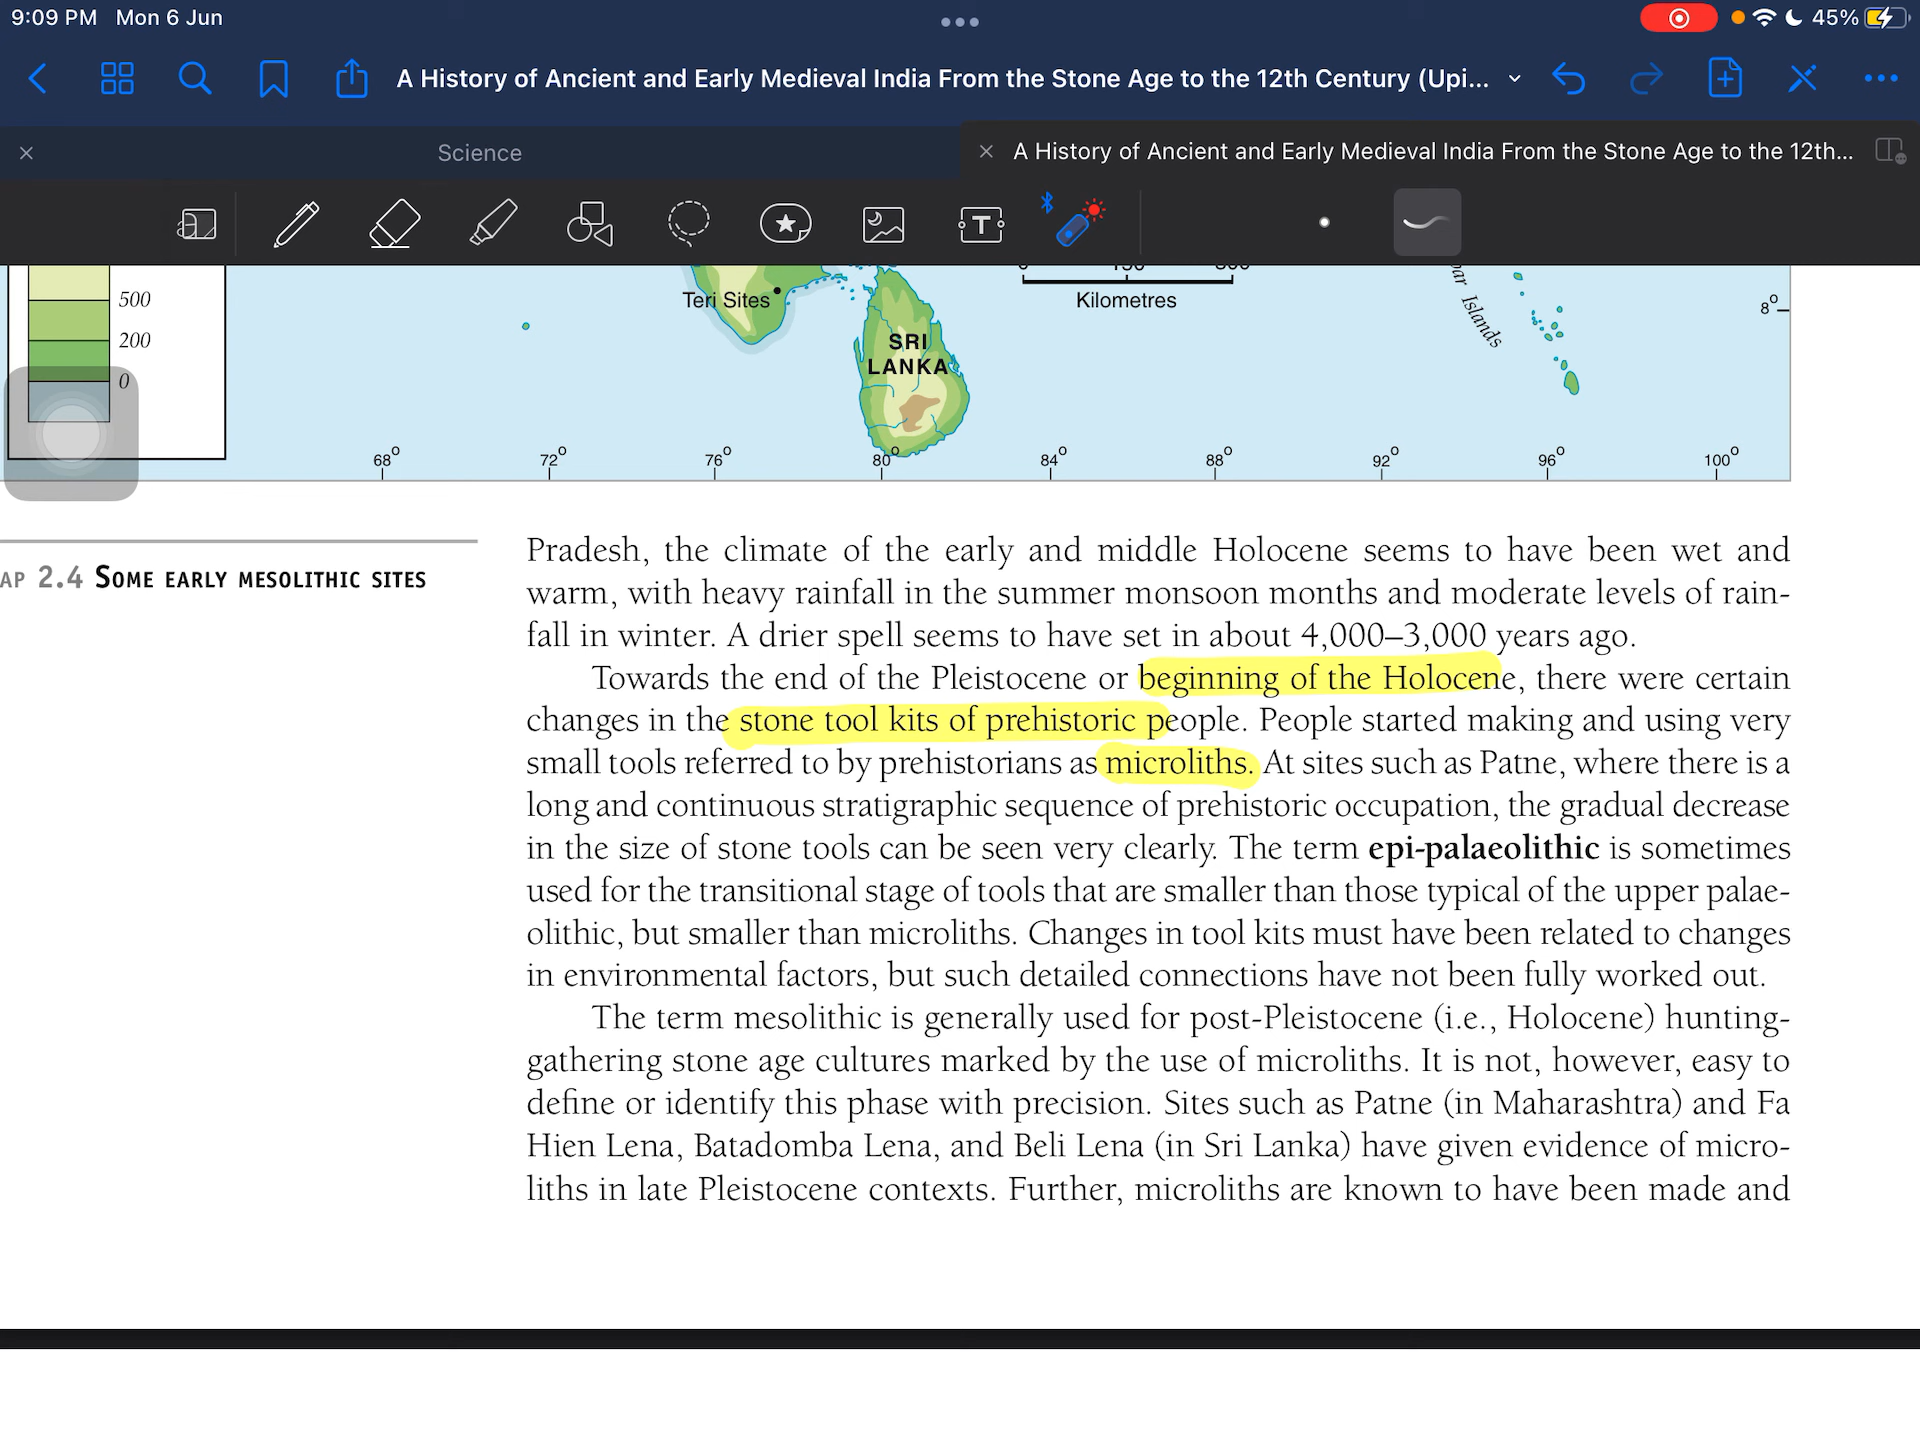 9:09 PM Mon 6 Jun
45%
A History of Ancient and Early Medieval India From the Stone Age to the 12th Century (Upi...
Science
A History of Ancient and Early Medieval India From the Stone Age to the 12th...
500
200
0
Teri Sites
SRI
LANKA
Kilometres
Islands
8°
68° 72° 76° 80° 84° 88° 92° 96° 100°
AP 2.4 SOME EARLY MESOLITHIC SITES
Pradesh, the climate of the early and middle Holocene seems to have been wet and
warm, with heavy rainfall in the summer monsoon months and moderate levels of rain-
fall in winter. A drier spell seems to have set in about 4,000–3,000 years ago.
Towards the end of the Pleistocene or beginning of the Holocene, there were certain
changes in the stone tool kits of prehistoric people. People started making and using very
small tools referred to by prehistorians as microliths. At sites such as Patne, where there is a
long and continuous stratigraphic sequence of prehistoric occupation, the gradual decrease
in the size of stone tools can be seen very clearly. The term epi-palaeolithic is sometimes
used for the transitional stage of tools that are smaller than those typical of the upper palae-
olithic, but smaller than microliths. Changes in tool kits must have been related to changes
in environmental factors, but such detailed connections have not been fully worked out.
The term mesolithic is generally used for post-Pleistocene (i.e., Holocene) hunting-
gathering stone age cultures marked by the use of microliths. It is not, however, easy to
define or identify this phase with precision. Sites such as Patne (in Maharashtra) and Fa
Hien Lena, Batadomba Lena, and Beli Lena (in Sri Lanka) have given evidence of micro-
liths in late Pleistocene contexts. Further, microliths are known to have been made and